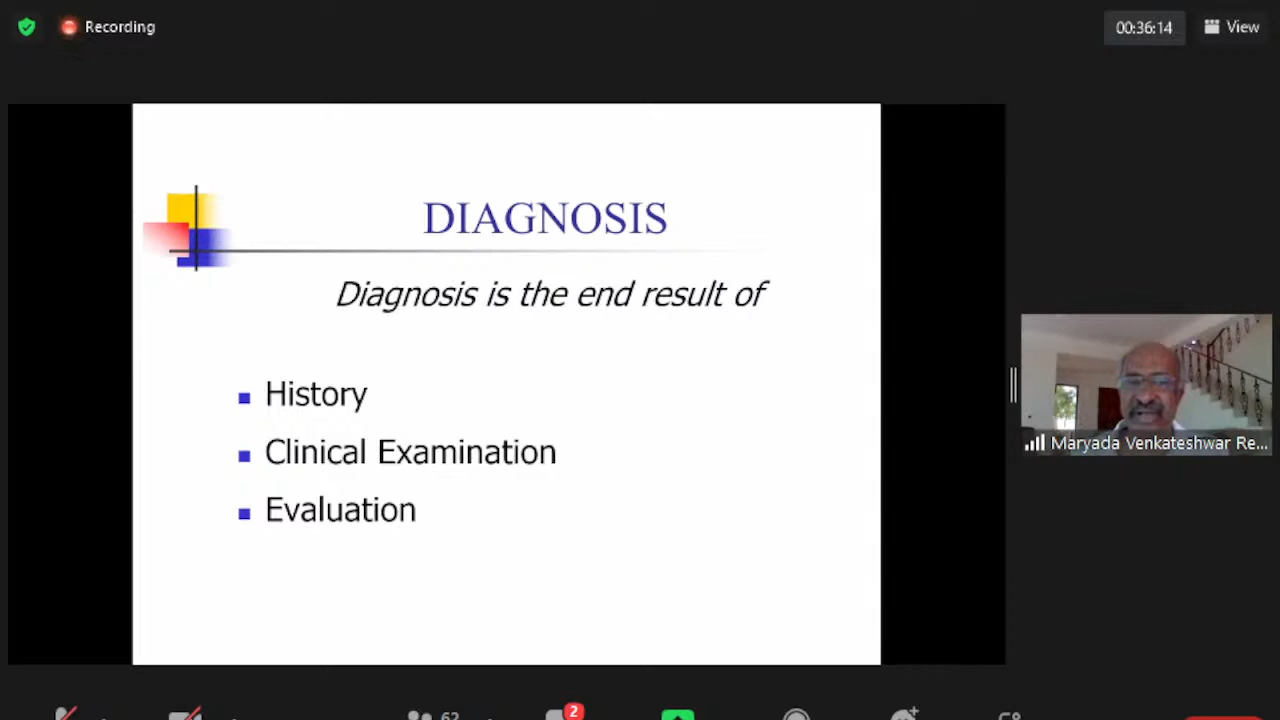 Recording
00:36:14
View
DIAGNOSIS
Diagnosis is the end result of
History
Clinical Examination
Evaluation
Maryada Venkateshwar Re...
62
2